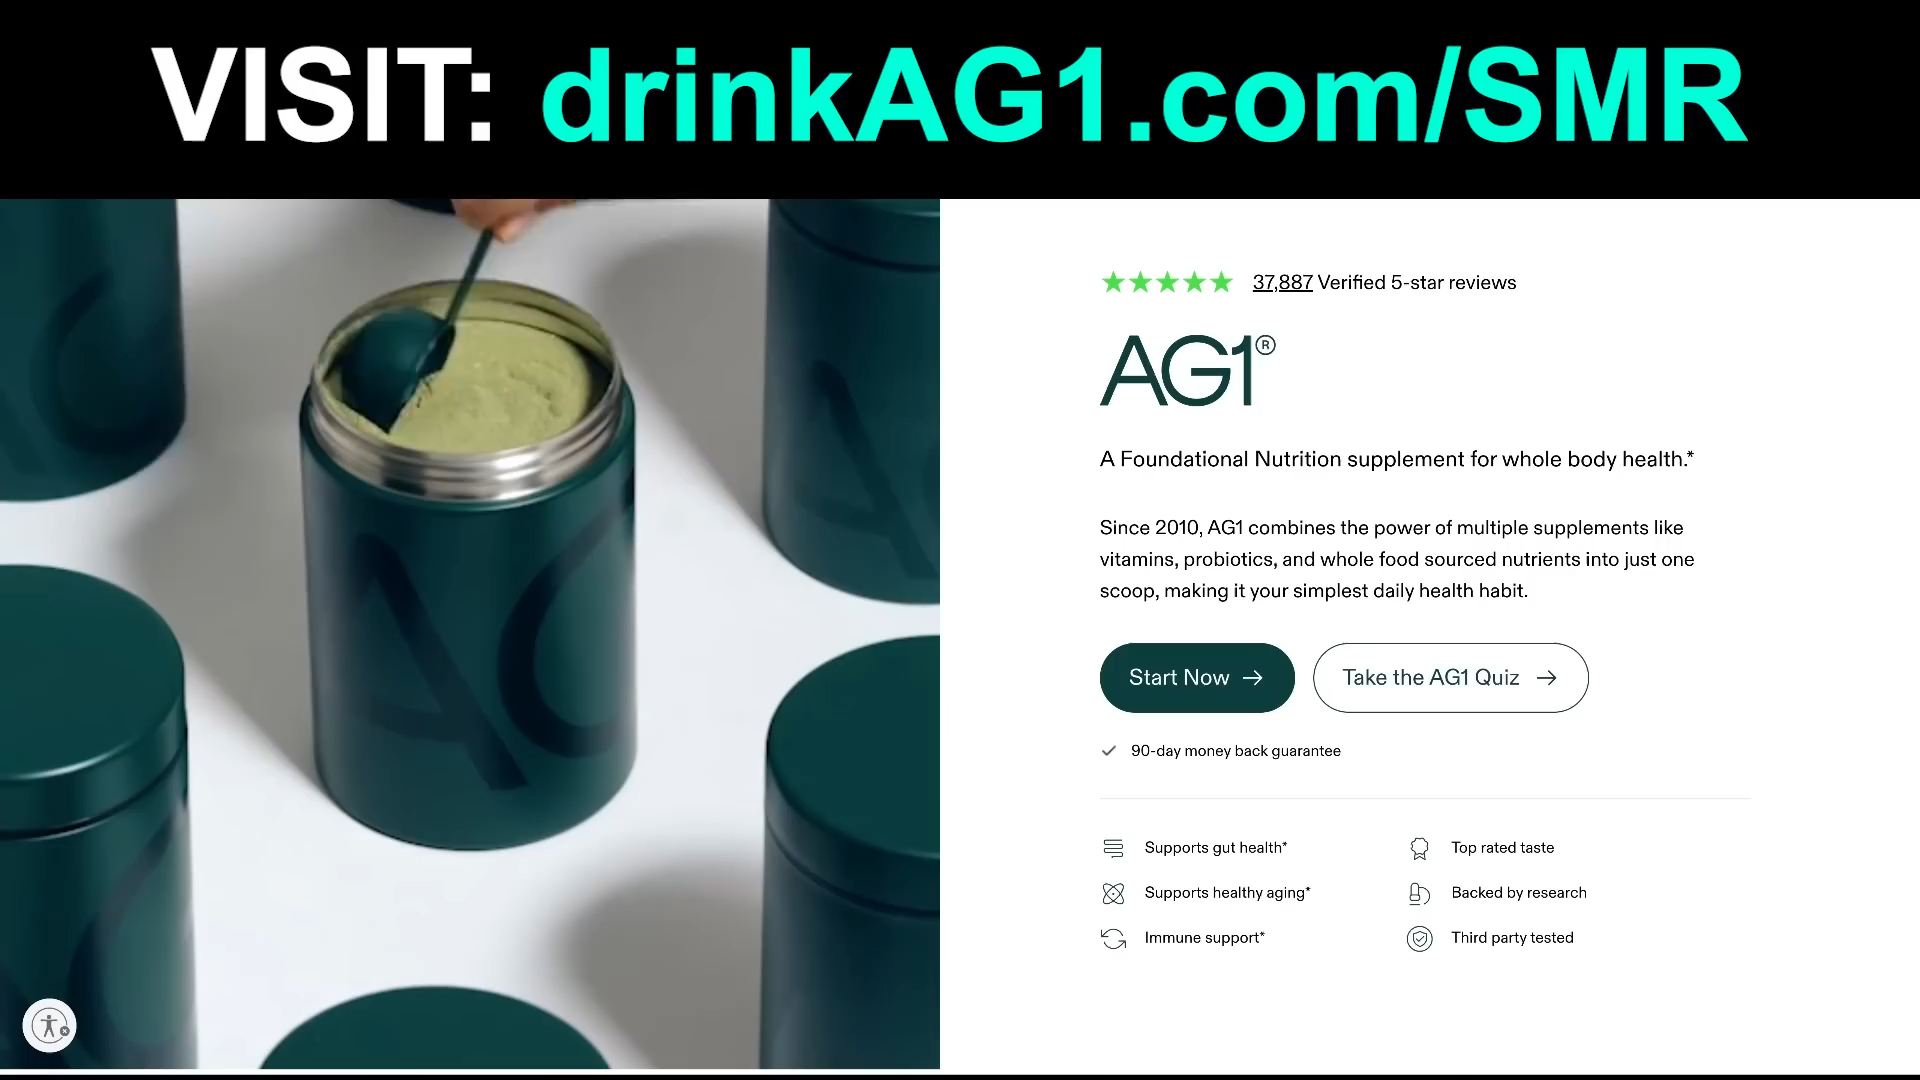 VISIT: drinkAG1.com/SMR
37,887 Verified 5-star reviews
AG1®
A Foundational Nutrition supplement for whole body health.*
Since 2010, AG1 combines the power of multiple supplements like
vitamins, probiotics, and whole food sourced nutrients into just one
scoop, making it your simplest daily health habit.
Start Now →
Take the AG1 Quiz →
90-day money back guarantee
Supports gut health*
Top rated taste
Supports healthy aging*
Backed by research
Immune support*
Third party tested
AG